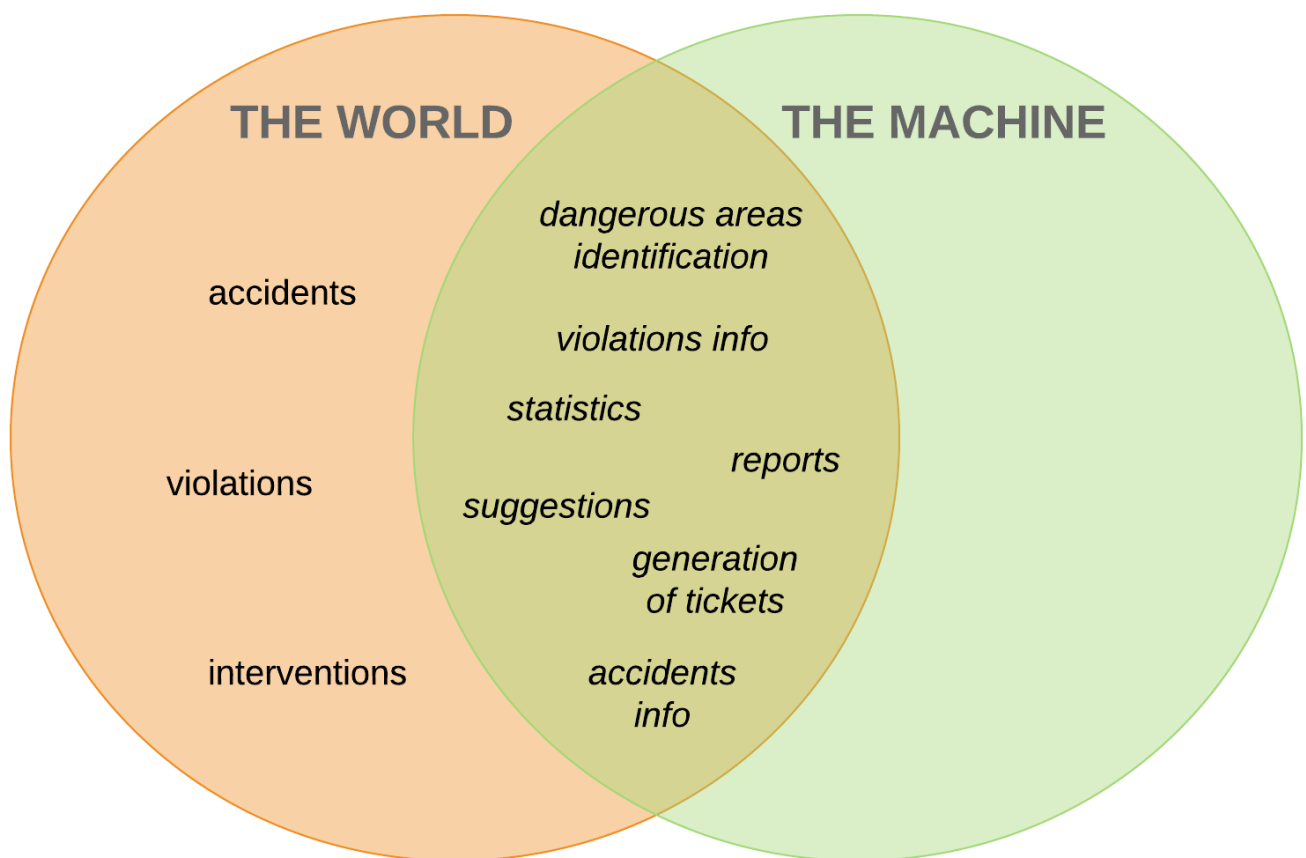 THE WORLD
THE MACHINE
dangerous areas
identification
accidents
violations info
statistics
reports
violations
suggestions
generation
of tickets
interventions
accidents
info